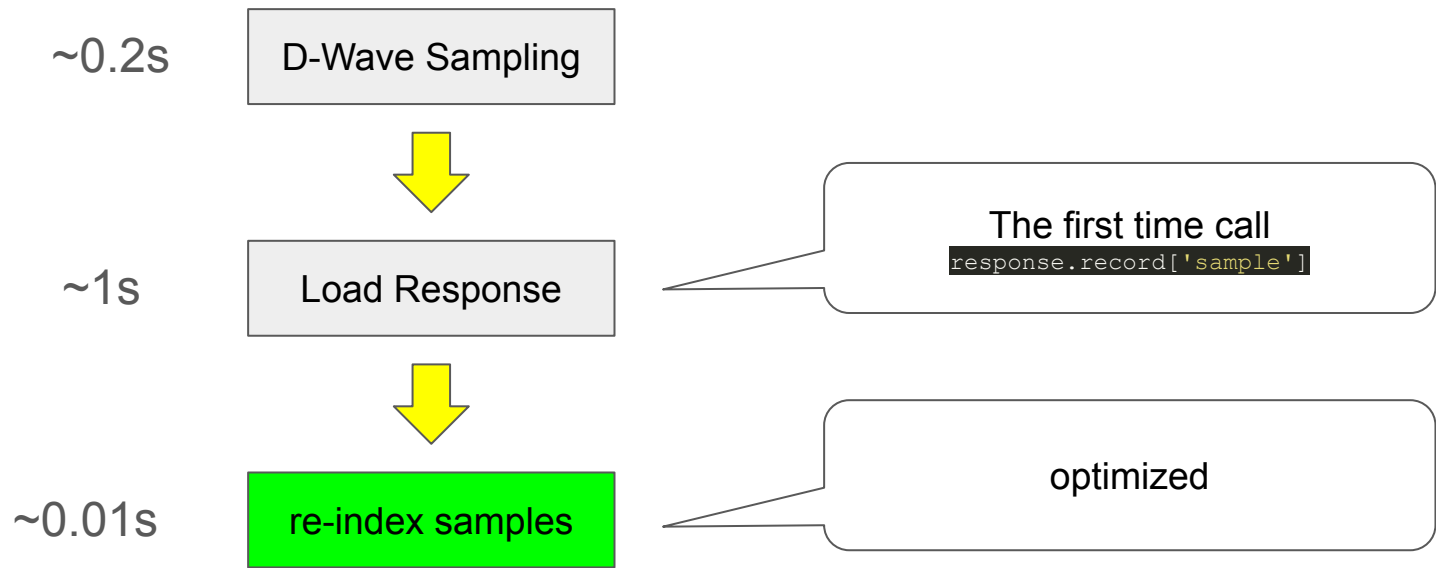 ~0.2s
D-Wave Sampling
~1s
Load Response
The first time call
response.record['sample']
~0.01s
re-index samples
optimized